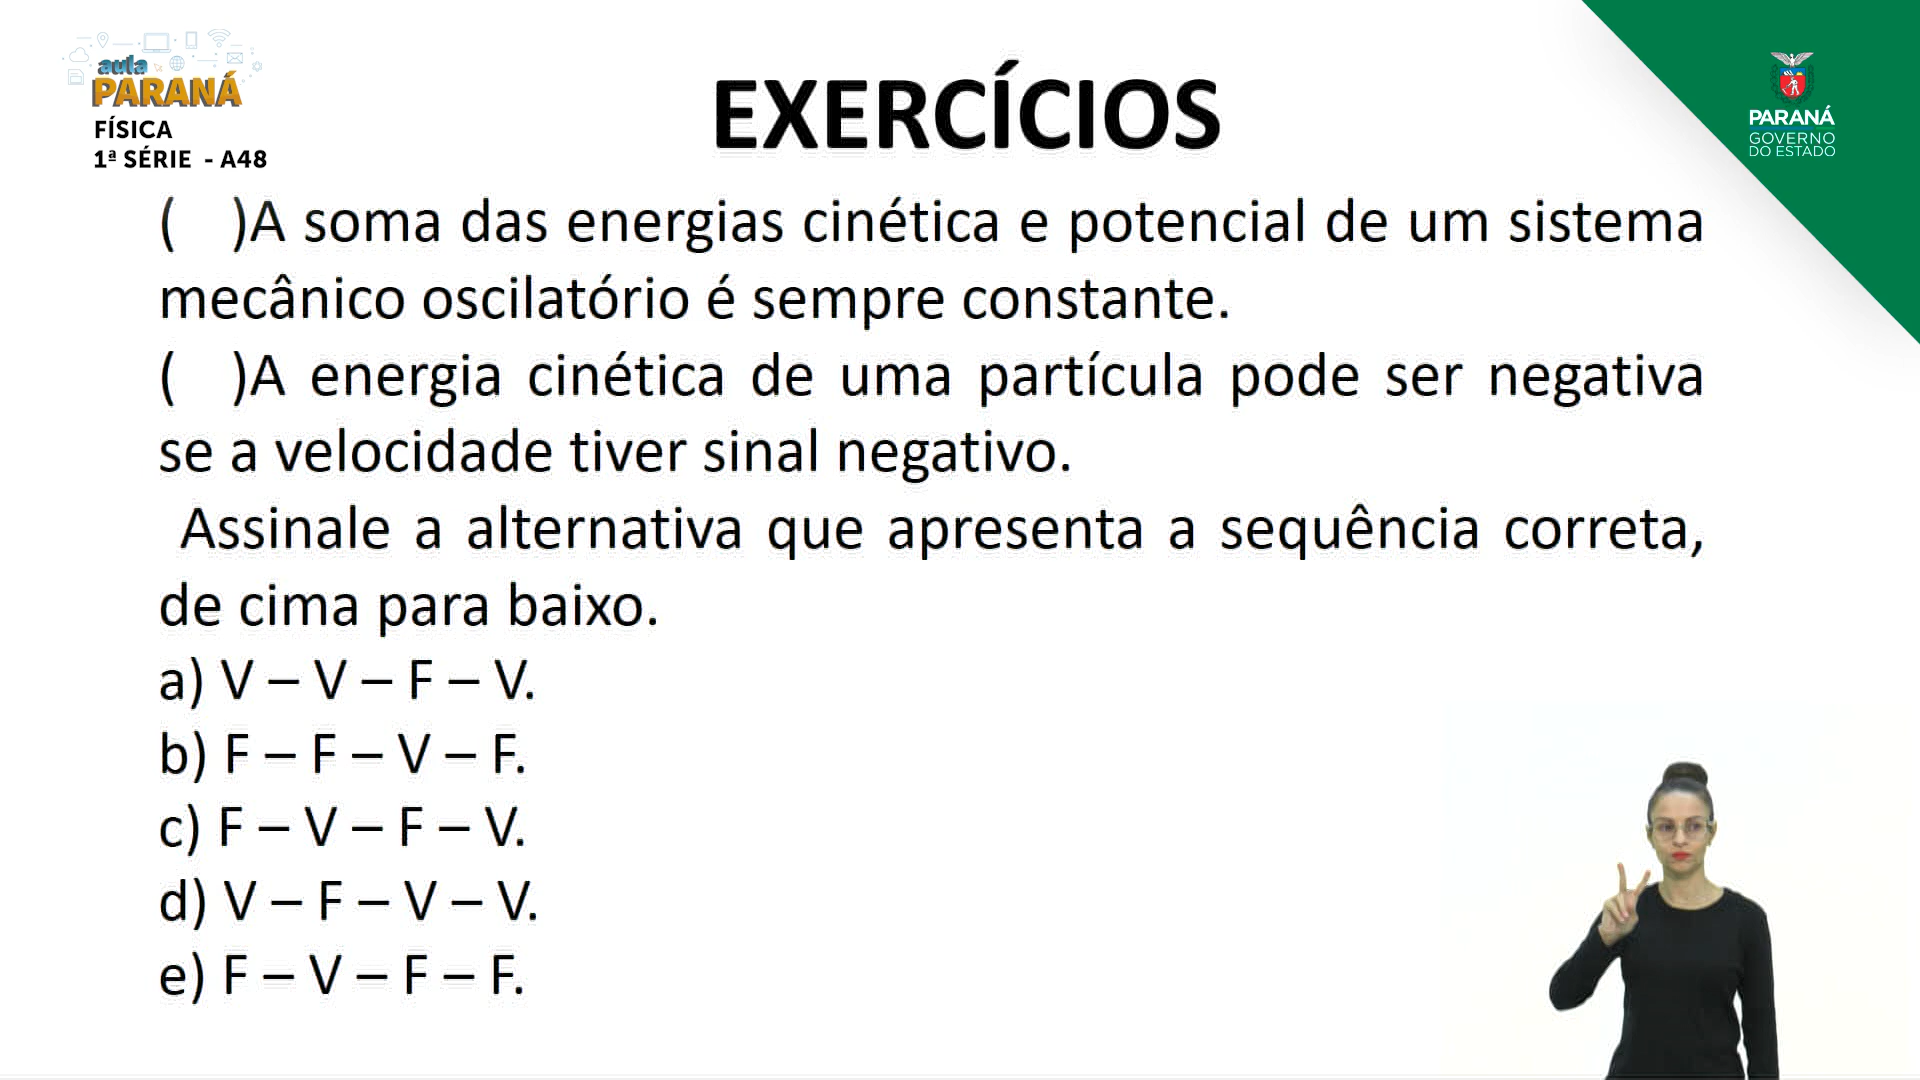 aula
PARANÁ
FÍSICA
1ª SÉRIE - A48
EXERCÍCIOS
PARANÁ
GOVERNO
DO ESTADO
( )A soma das energias cinética e potencial de um sistema
mecânico oscilatório é sempre constante.
( )A energia cinética de uma partícula pode ser negativa
se a velocidade tiver sinal negativo.
Assinale a alternativa que apresenta a sequência correta,
de cima para baixo.
a) V – V – F – V.
b) F – F – V – F.
c) F – V – F – V.
d) V – F – V – V.
e) F – V – F – F.